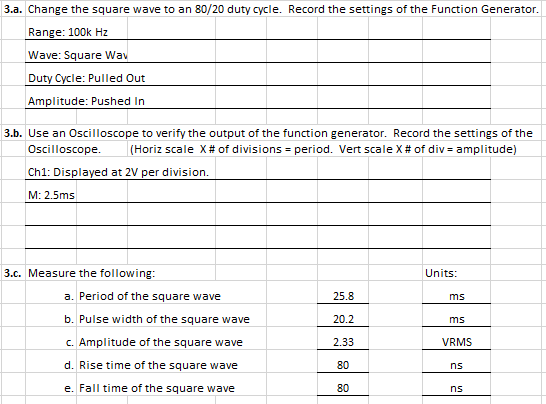 3.a. Change the square wave to an 80/20 duty cycle. Record the settings of the Function Generator.
Range: 100k Hz
Wave: Square Wav
Duty Cycle: Pulled Out
Amplitude: Pushed In
3.b. Use an Oscilloscope to verify the output of the function generator. Record the settings of the
Oscilloscope. (Horiz scale X # of divisions = period. Vert scale X # of div = amplitude)
Ch1: Displayed at 2V per division.
M: 2.5ms
3.c. Measure the following: Units:
a. Period of the square wave 25.8 ms
b. Pulse width of the square wave 20.2 ms
c. Amplitude of the square wave 2.33 VRMS
d. Rise time of the square wave 80 ns
e. Fall time of the square wave 80 ns